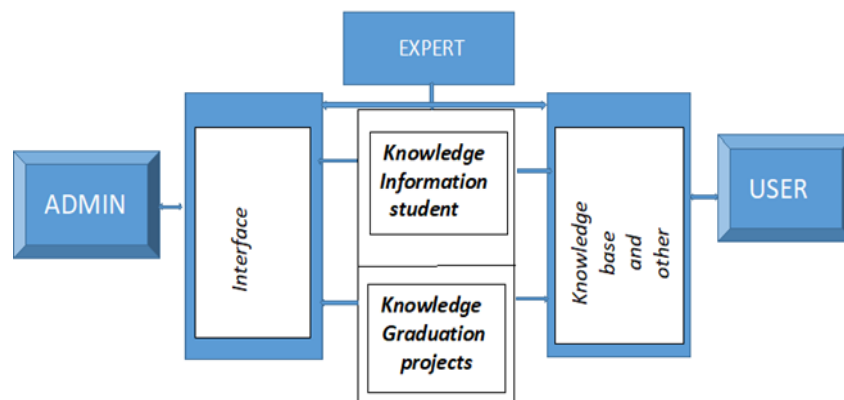 EXPERT
ADMIN
Interface
Knowledge
Information
student
Knowledge
Graduation
projects
Knowledge
base
and
other
USER